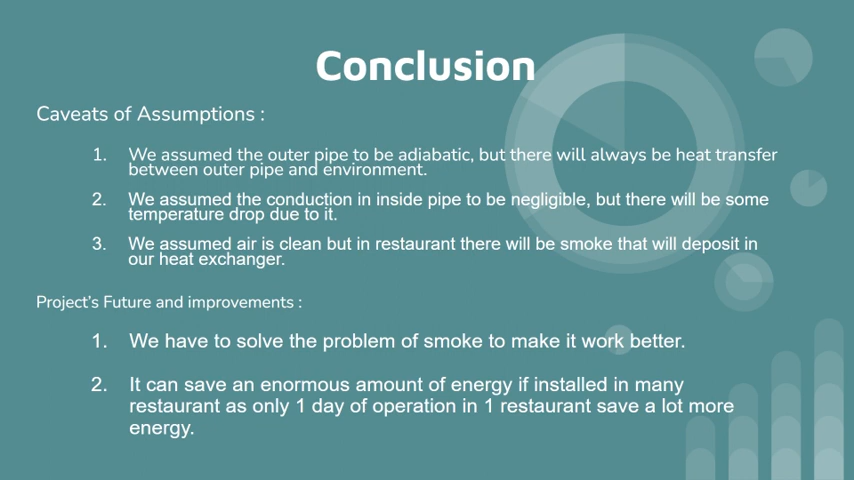 Conclusion
Caveats of Assumptions :
1. We assumed the outer pipe to be adiabatic, but there will always be heat transfer
between outer pipe and environment.
2. We assumed the conduction in inside pipe to be negligible, but there will be some
temperature drop due to it.
3. We assumed air is clean but in restaurant there will be smoke that will deposit in
our heat exchanger.
Project's Future and improvements :
1. We have to solve the problem of smoke to make it work better.
2. It can save an enormous amount of energy if installed in many
restaurant as only 1 day of operation in 1 restaurant save a lot more
energy.